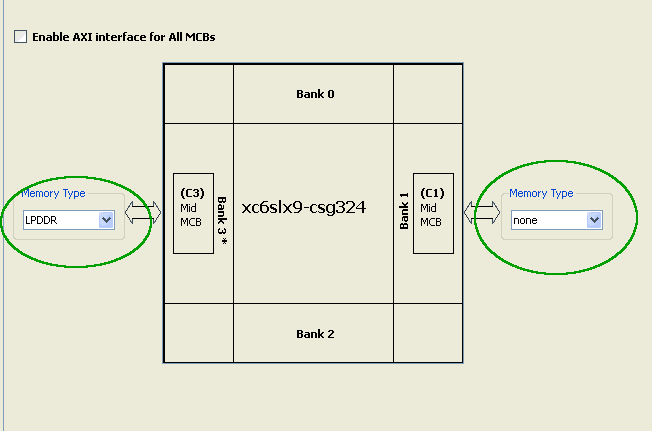 Enable AXI interface for All MCBs
Bank 0
Memory Type
LPDDR
(C3)
Mid
MCB
Bank 3 *
xc6slx9-csg324
Bank 1
(C1)
Mid
MCB
Memory Type
none
Bank 2